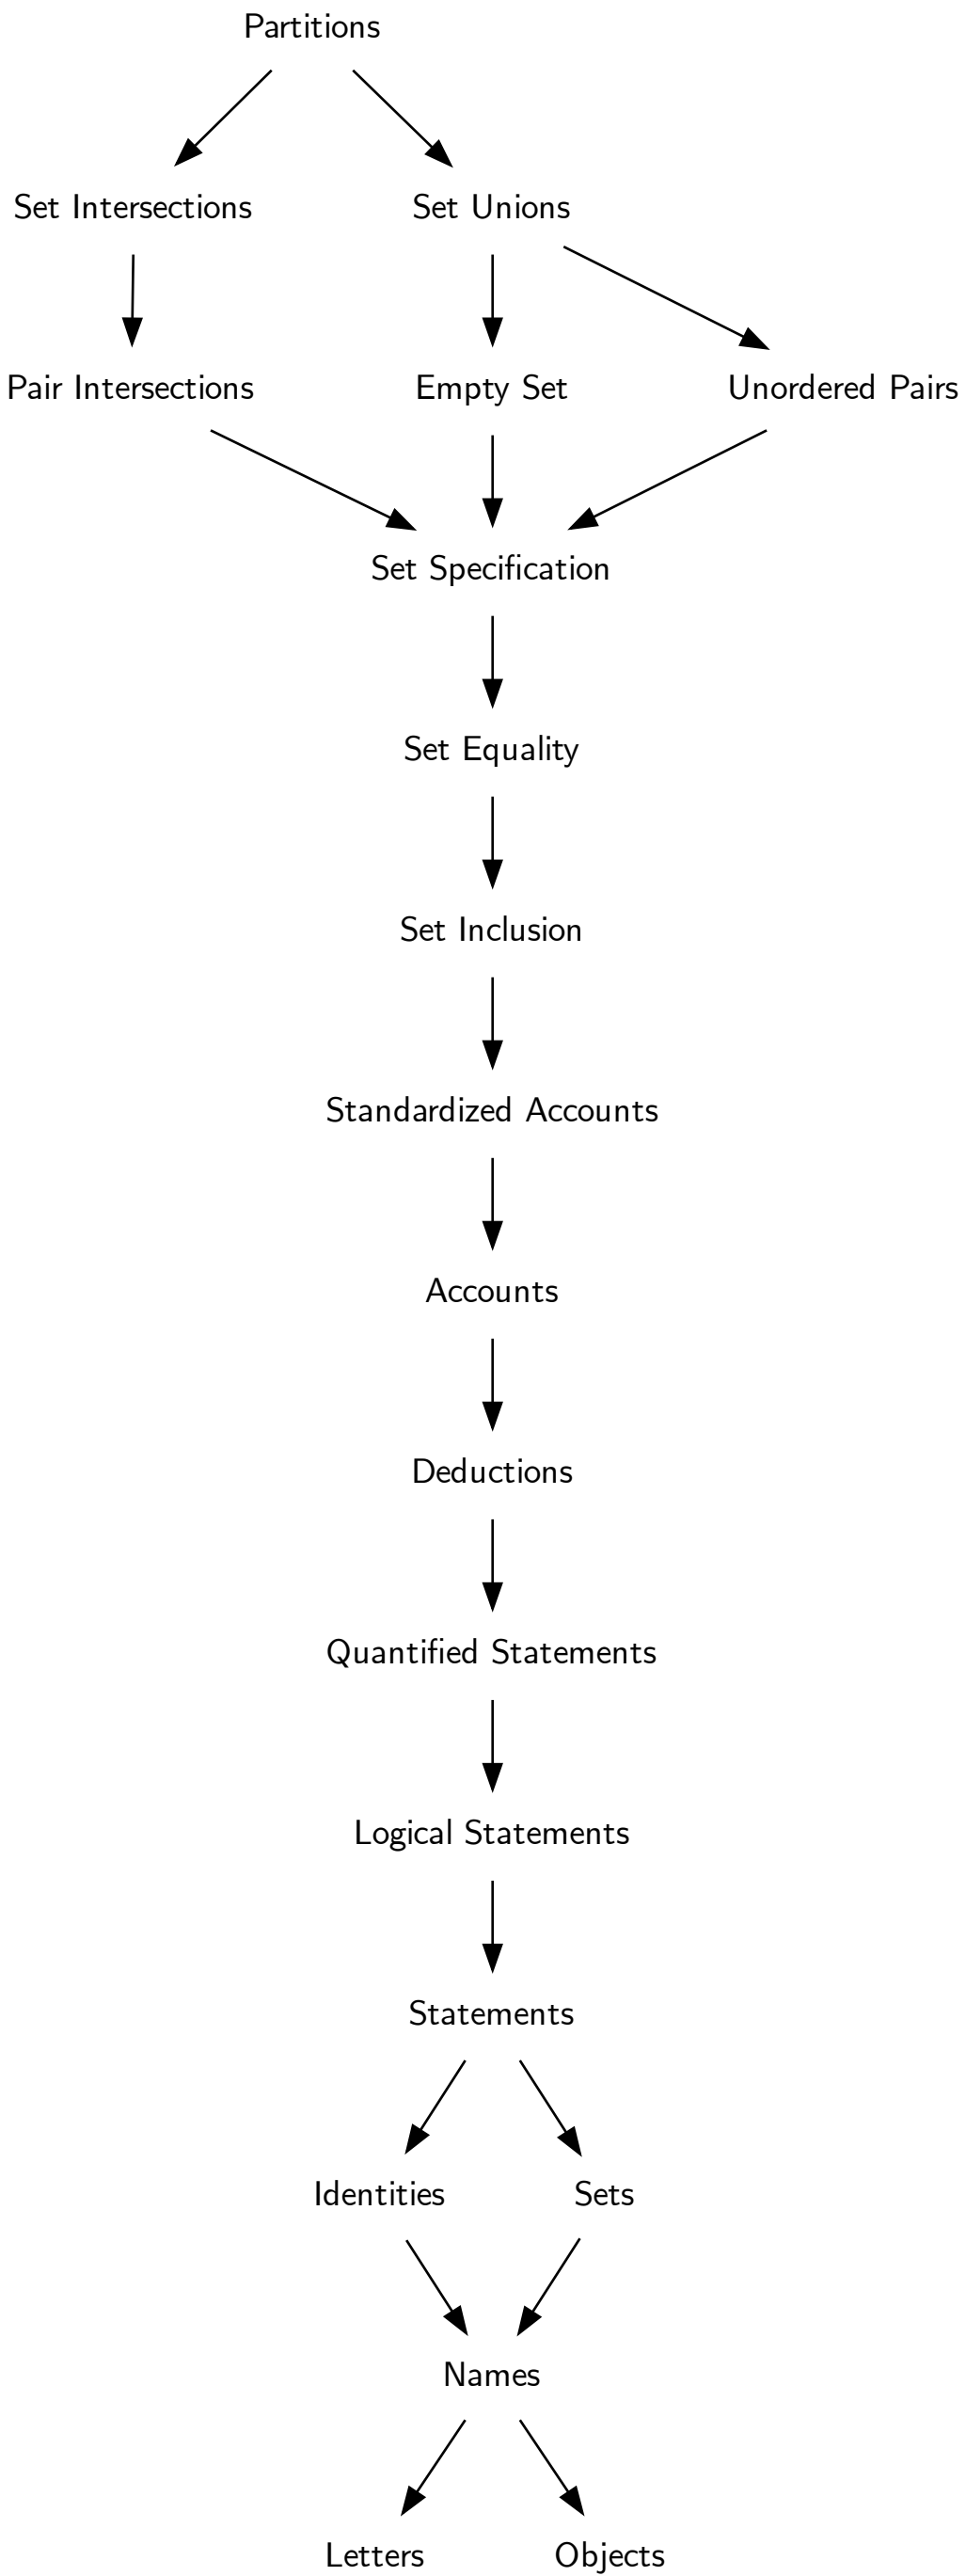 Partitions
Set Intersections
Set Unions
Pair Intersections
Empty Set
Unordered Pairs
Set Specification
Set Equality
Set Inclusion
Standardized Accounts
Accounts
Deductions
Quantified Statements
Logical Statements
Statements
Identities
Sets
Names
Letters
Objects